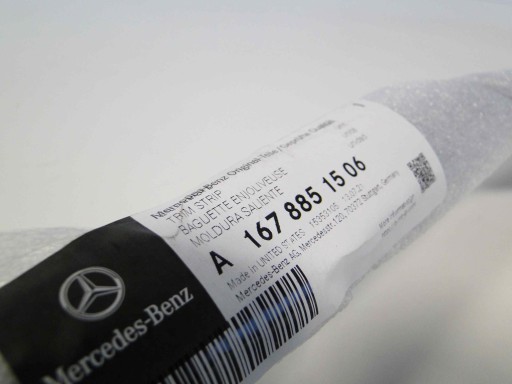 Mercedes-Benz Original-Teile
TRIM STRIP
BAGUETTE ENJOLIVEUSE
MOLDURA SALIENTE
A 167 885 15 06
Made in UNITED STATES
Mercedes-Benz AG, Mercedesstr. 120, 70372 Stuttgart, Germany
Mercedes-Benz